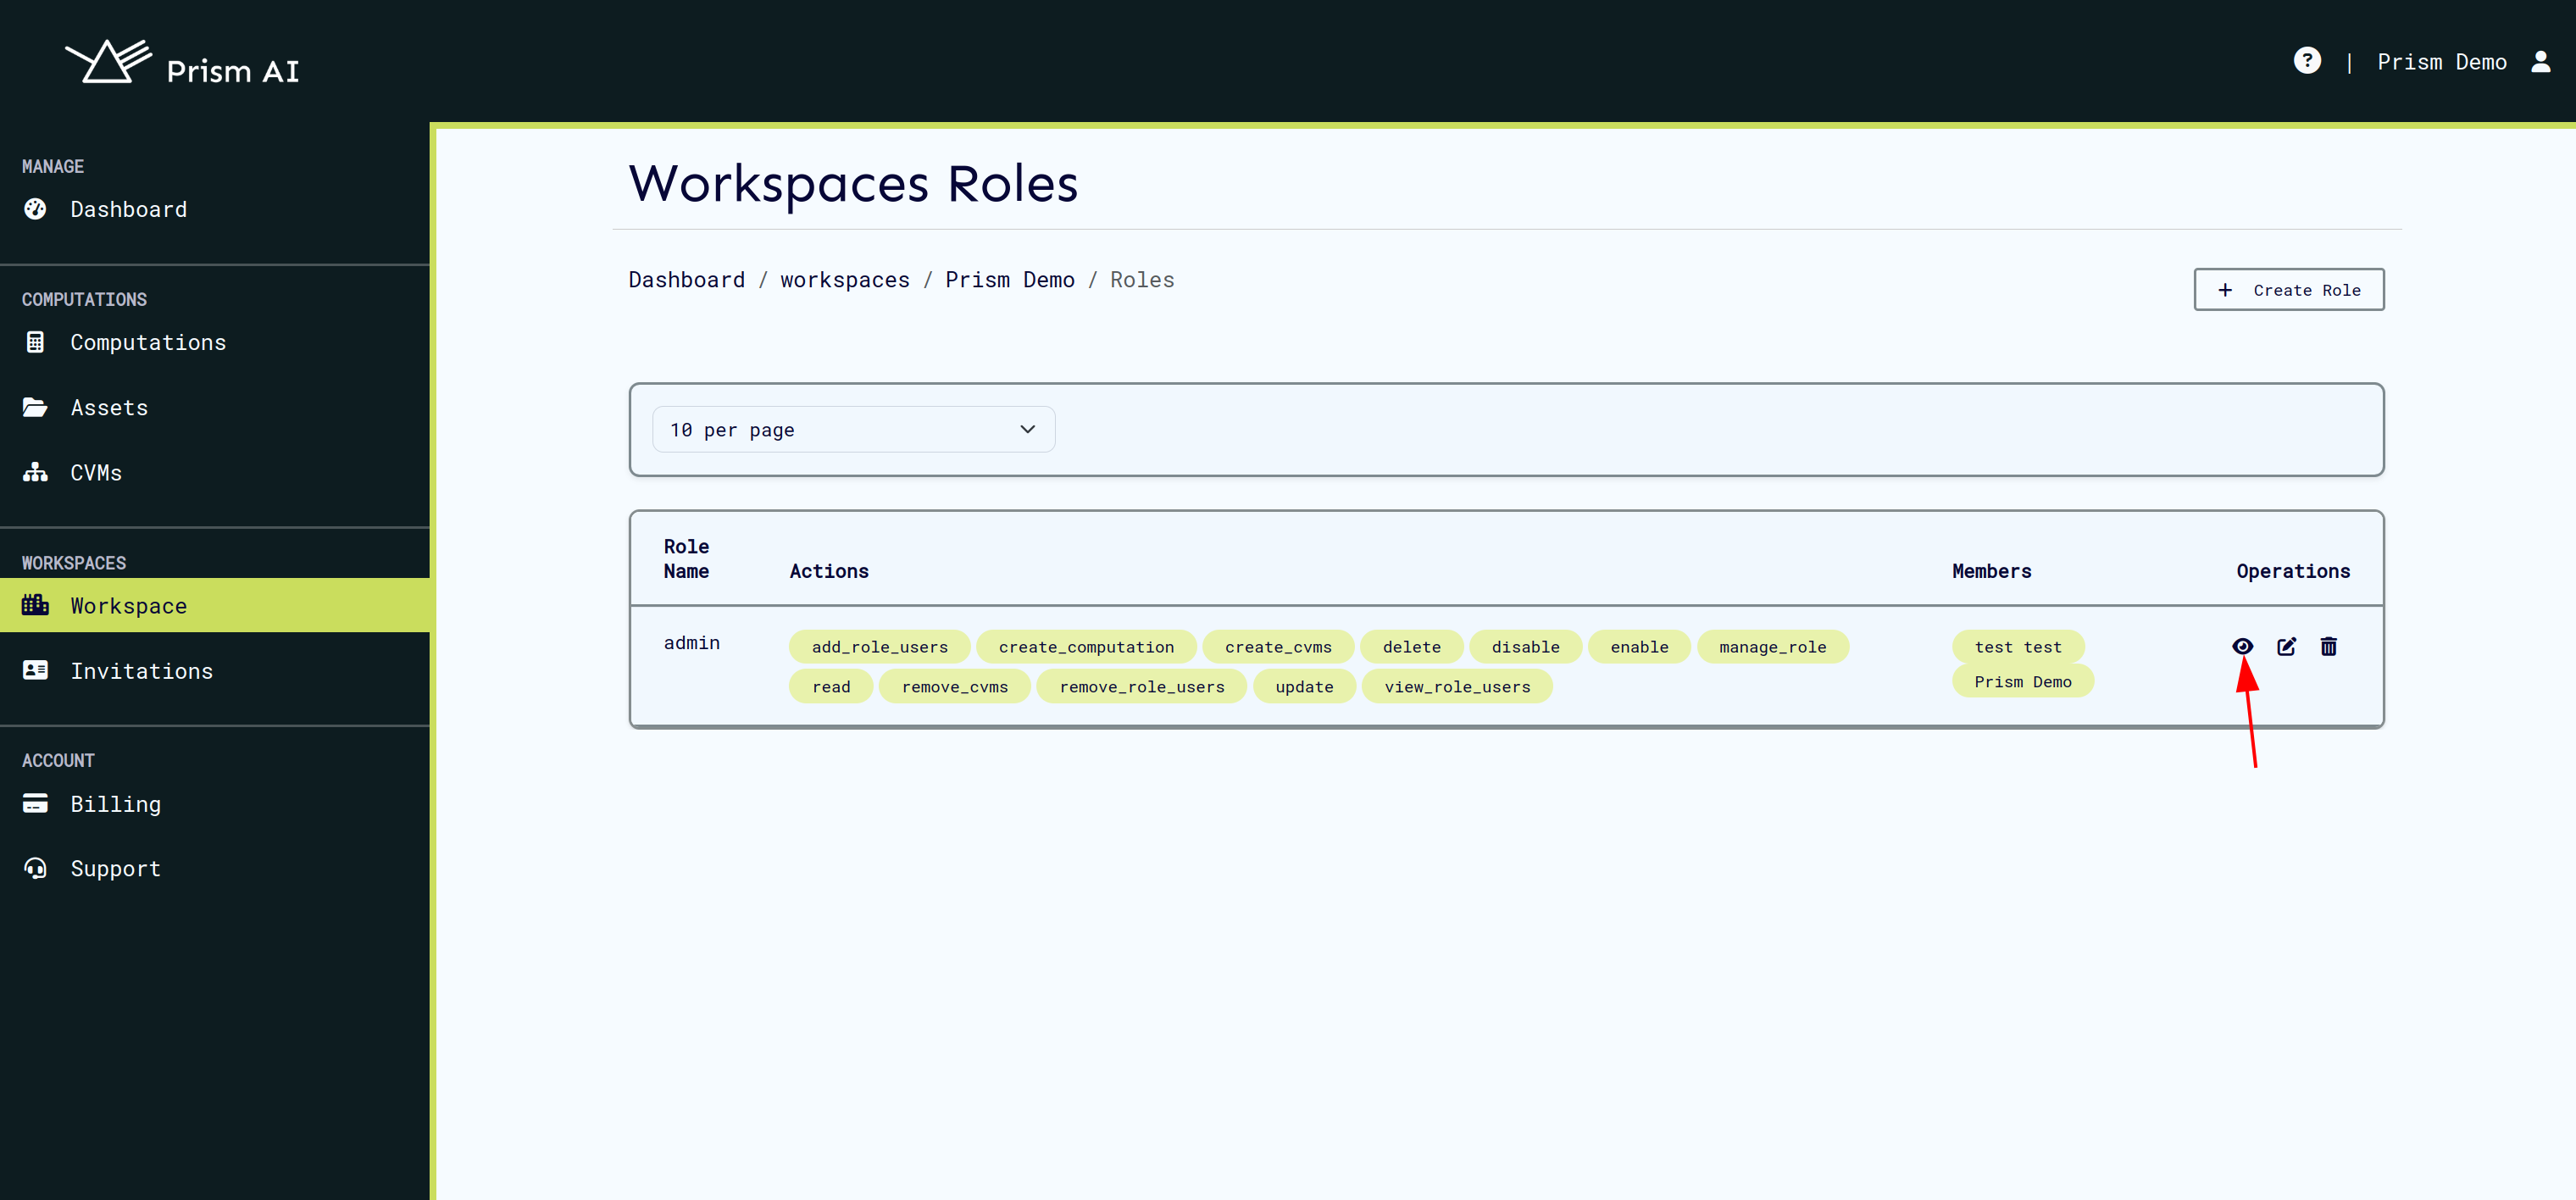 Prism AI
? | Prism Demo
MANAGE
Dashboard
COMPUTATIONS
Computations
Assets
CVMs
WORKSPACES
Workspace
Invitations
ACCOUNT
Billing
Support
Workspaces Roles
Dashboard / workspaces / Prism Demo / Roles
+ Create Role
10 per page
Role Name Actions Members Operations
admin
add_role_users create_computation create_cvms delete disable enable manage_role
read remove_cvms remove_role_users update view_role_users
test test
Prism Demo